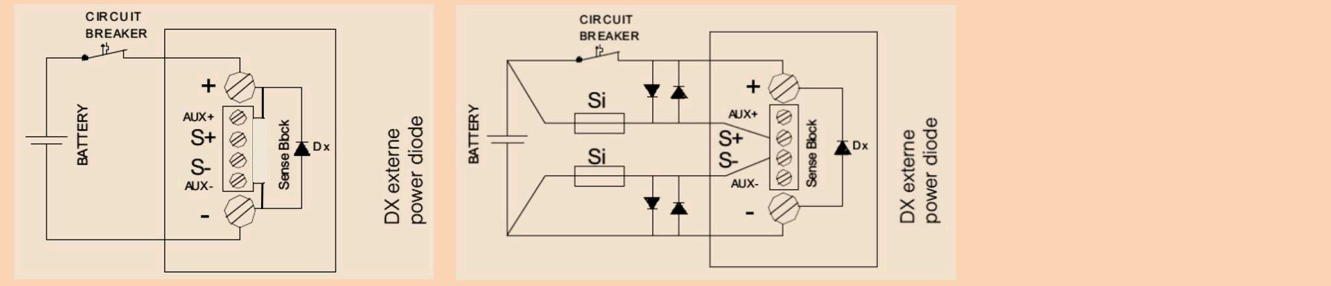 CIRCUIT
BREAKER
BATTERY
+
AUX+
S+
S-
AUX-
-
Sense Block
Dx
DX externe
power diode
CIRCUIT
BREAKER
BATTERY
Si
Si
+
AUX+
S+
S-
AUX-
-
Sense Block
Dx
DX externe
power diode